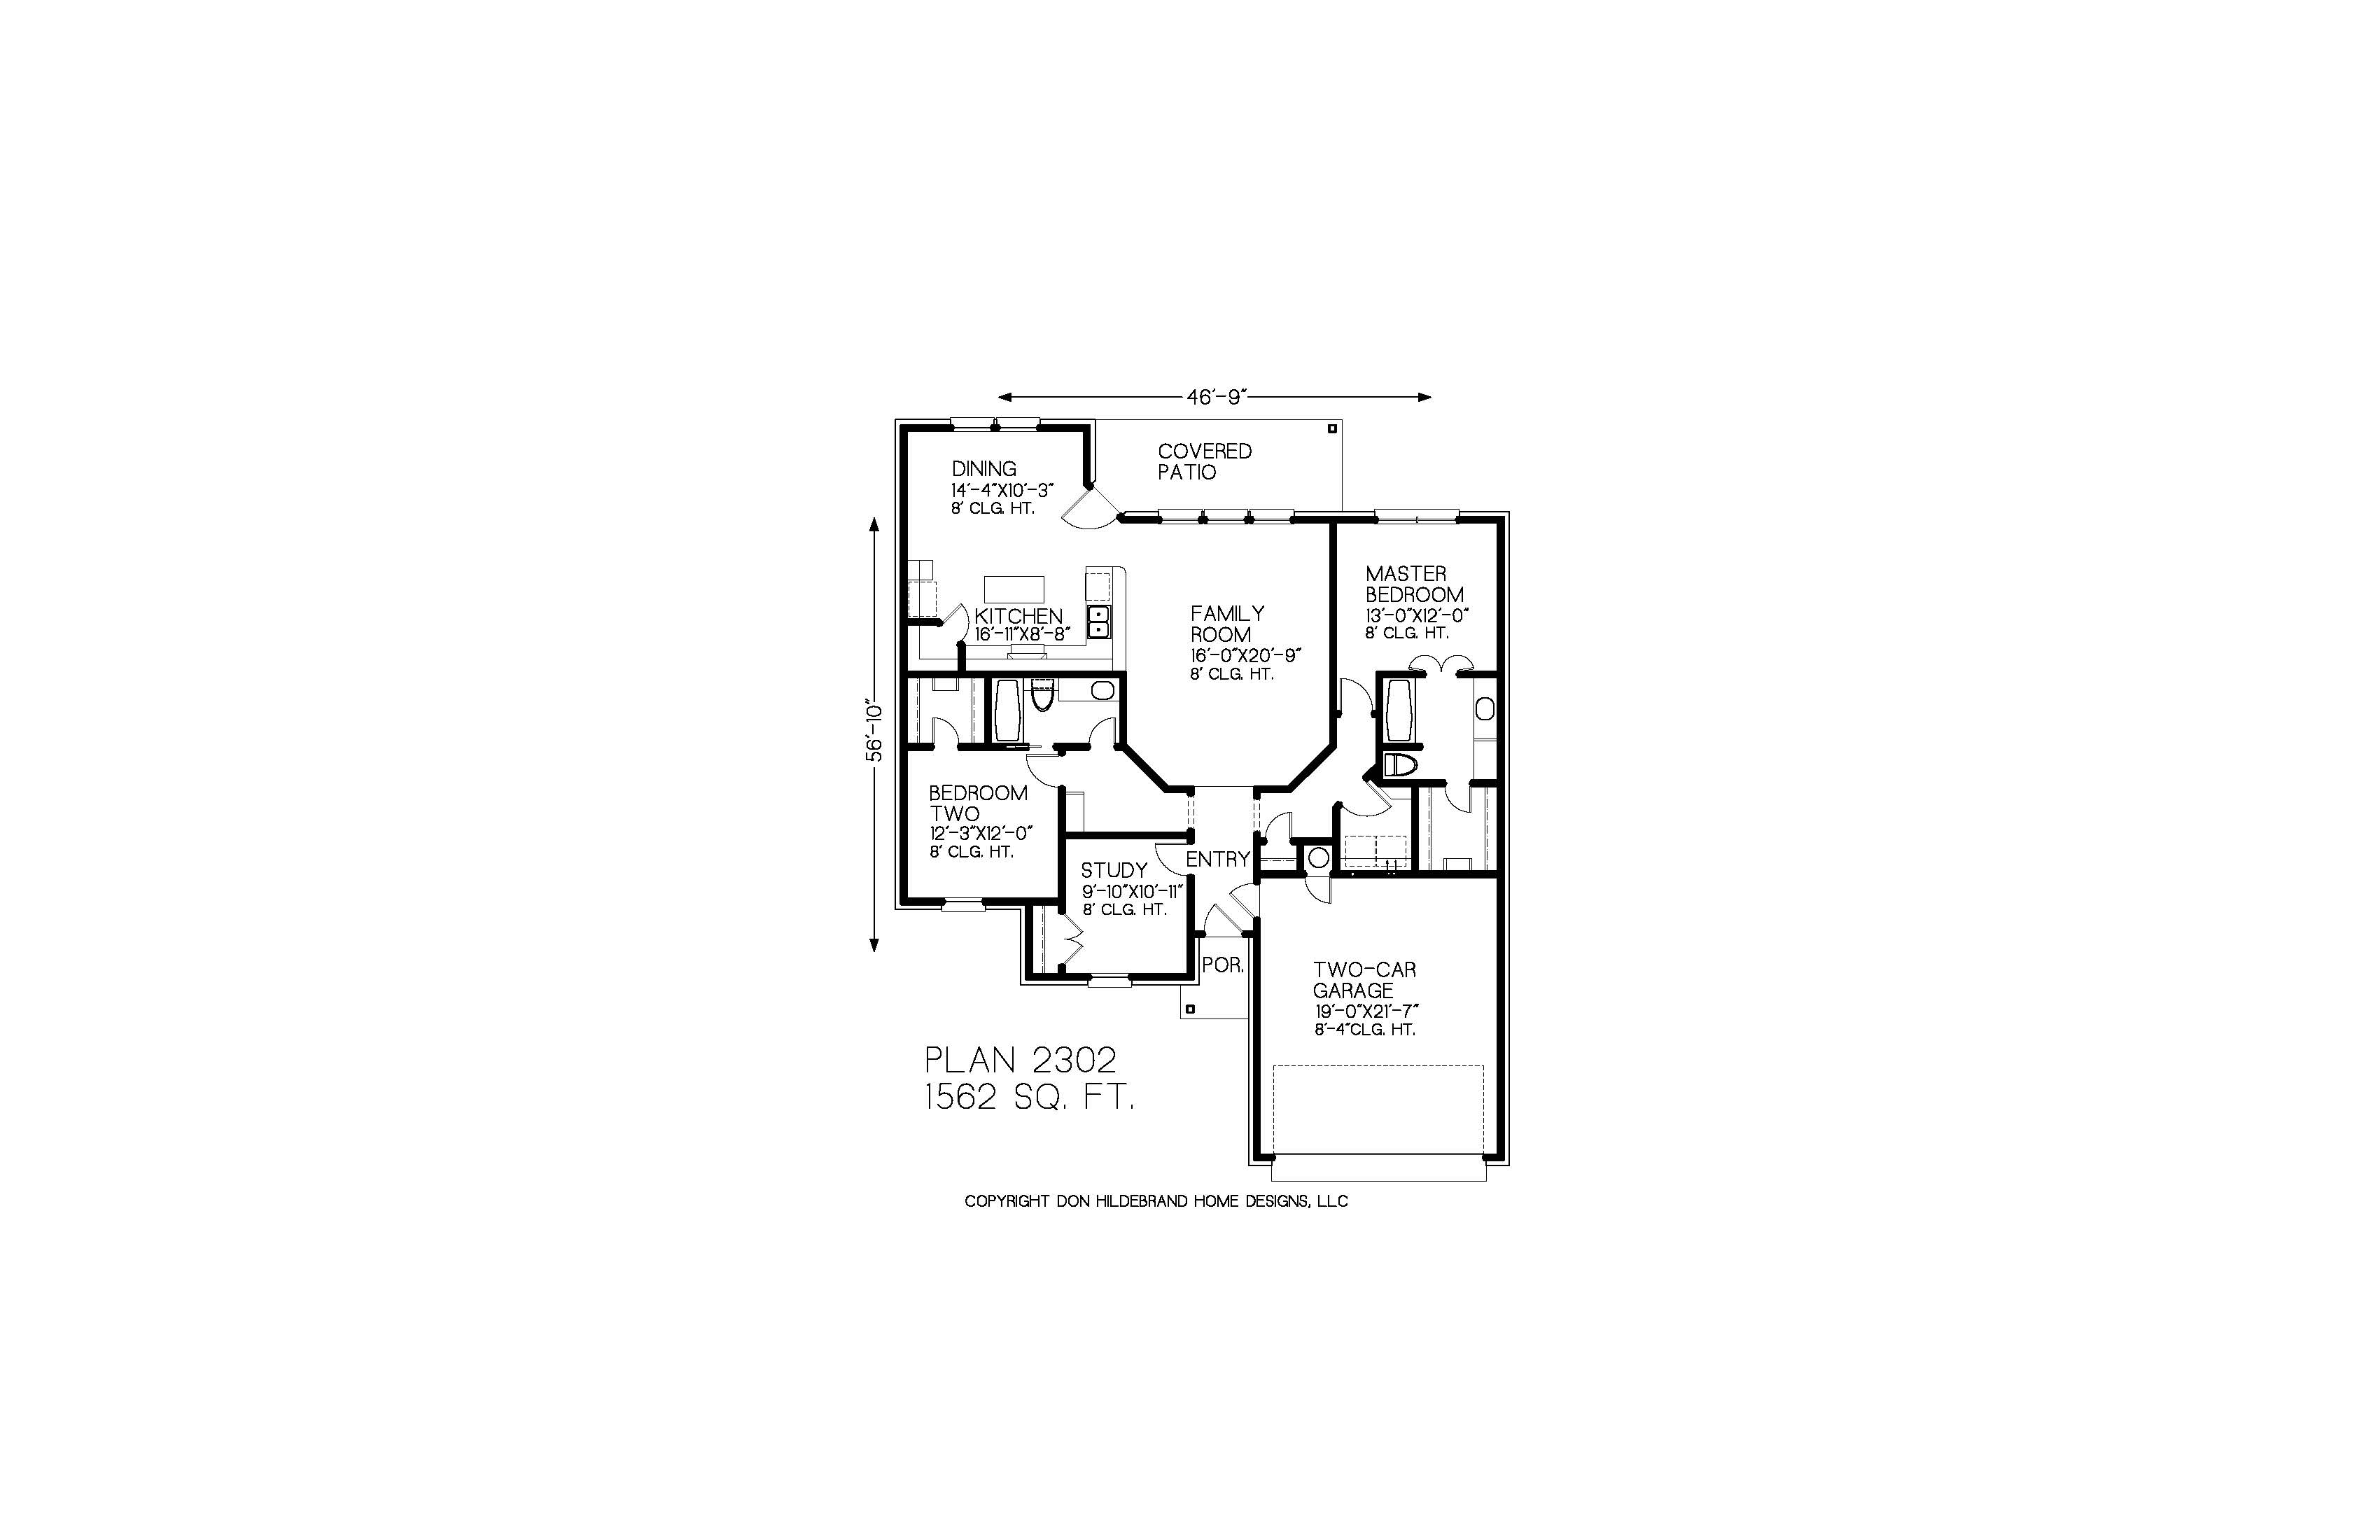 46'-9"
COVERED
PATIO
DINING
14'-4"X10'-3"
8' CLG. HT.
MASTER
BEDROOM
13'-0"X12'-0"
8' CLG. HT.
KITCHEN
16'-11"X8'-8"
FAMILY
ROOM
16'-0"X20'-9"
8' CLG. HT.
56'-10"
BEDROOM
TWO
12'-3"X12'-0"
8' CLG. HT.
STUDY
9'-10"X10'-11"
8' CLG. HT.
ENTRY
POR.
TWO-CAR
GARAGE
19'-0"X21'-7"
8'-4"CLG. HT.
PLAN 2302
1562 SQ. FT.
COPYRIGHT DON HILDEBRAND HOME DESIGNS, LLC